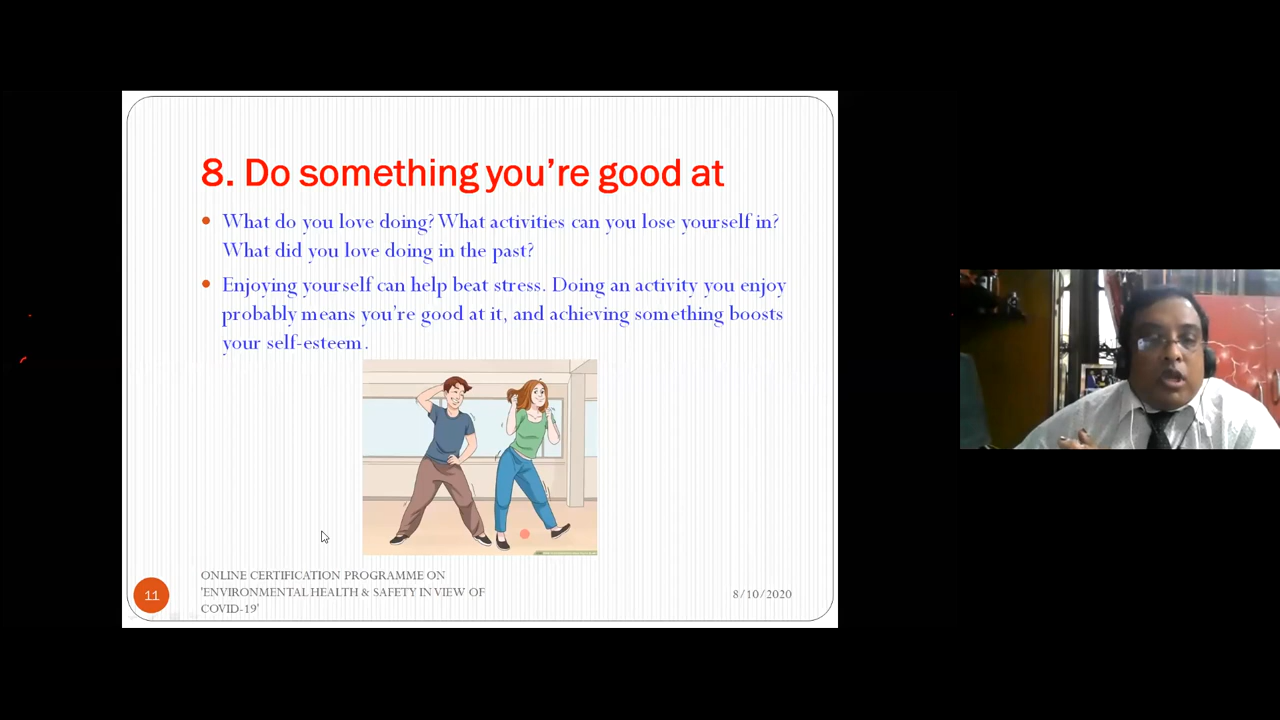 8. Do something you’re good at
What do you love doing? What activities can you lose yourself in?
What did you love doing in the past?
Enjoying yourself can help beat stress. Doing an activity you enjoy
probably means you’re good at it, and achieving something boosts
your self-esteem.
ONLINE CERTIFICATION PROGRAMME ON
'ENVIRONMENTAL HEALTH & SAFETY IN VIEW OF
COVID-19'
11
8/10/2020